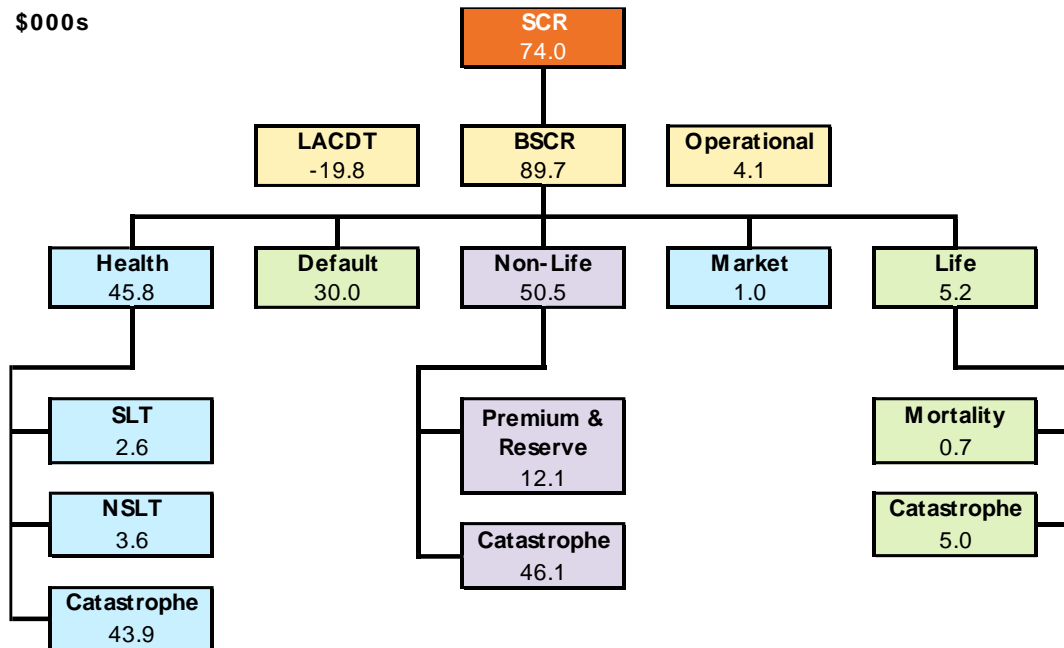 $000s
SCR
74.0
LACDT
-19.8
BSCR
89.7
Operational
4.1
Health
45.8
Default
30.0
Non-Life
50.5
Market
1.0
Life
5.2
SLT
2.6
NSLT
3.6
Catastrophe
43.9
Premium &
Reserve
12.1
Catastrophe
46.1
Mortality
0.7
Catastrophe
5.0